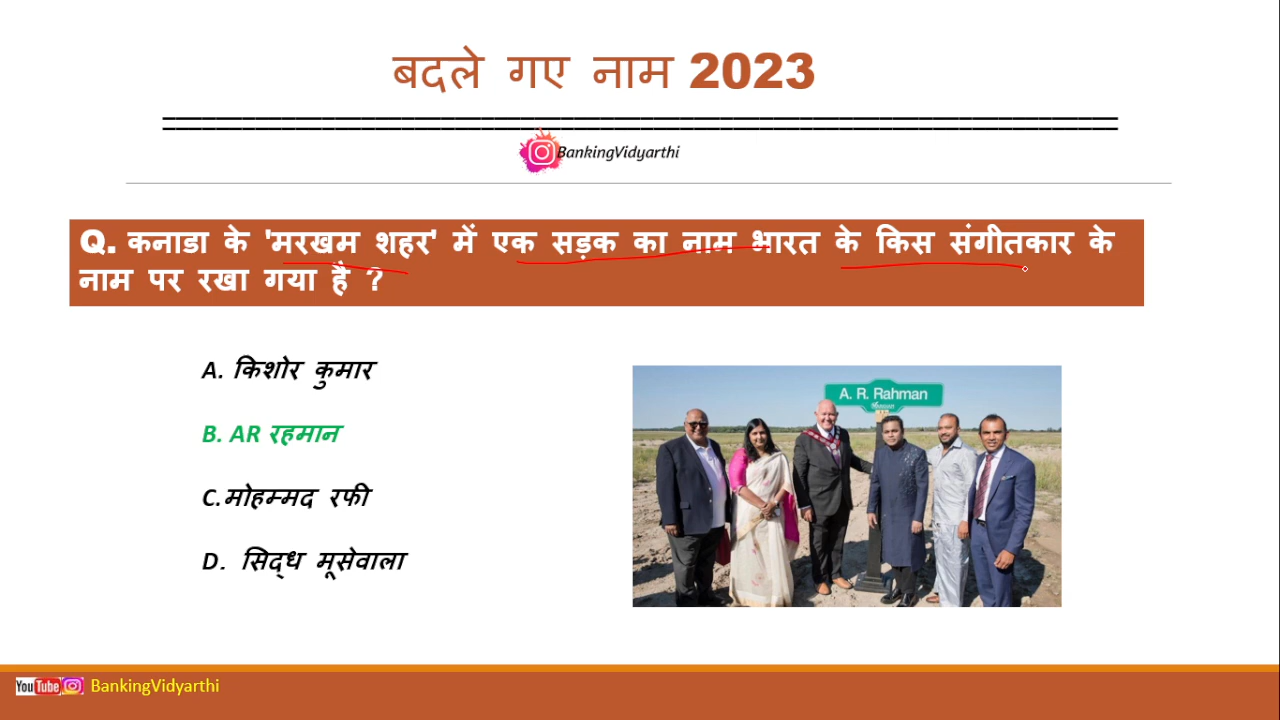 बदले गए नाम 2023
BankingVidyarthi
Q. कनाडा के 'मरखम शहर' में एक सड़क का नाम भारत के किस संगीतकार के
नाम पर रखा गया है ?
A. किशोर कुमार
B. AR रहमान
C.मोहम्मद रफी
D. सिद्ध मूसेवाला
A. R. Rahman
YouTube BankingVidyarthi